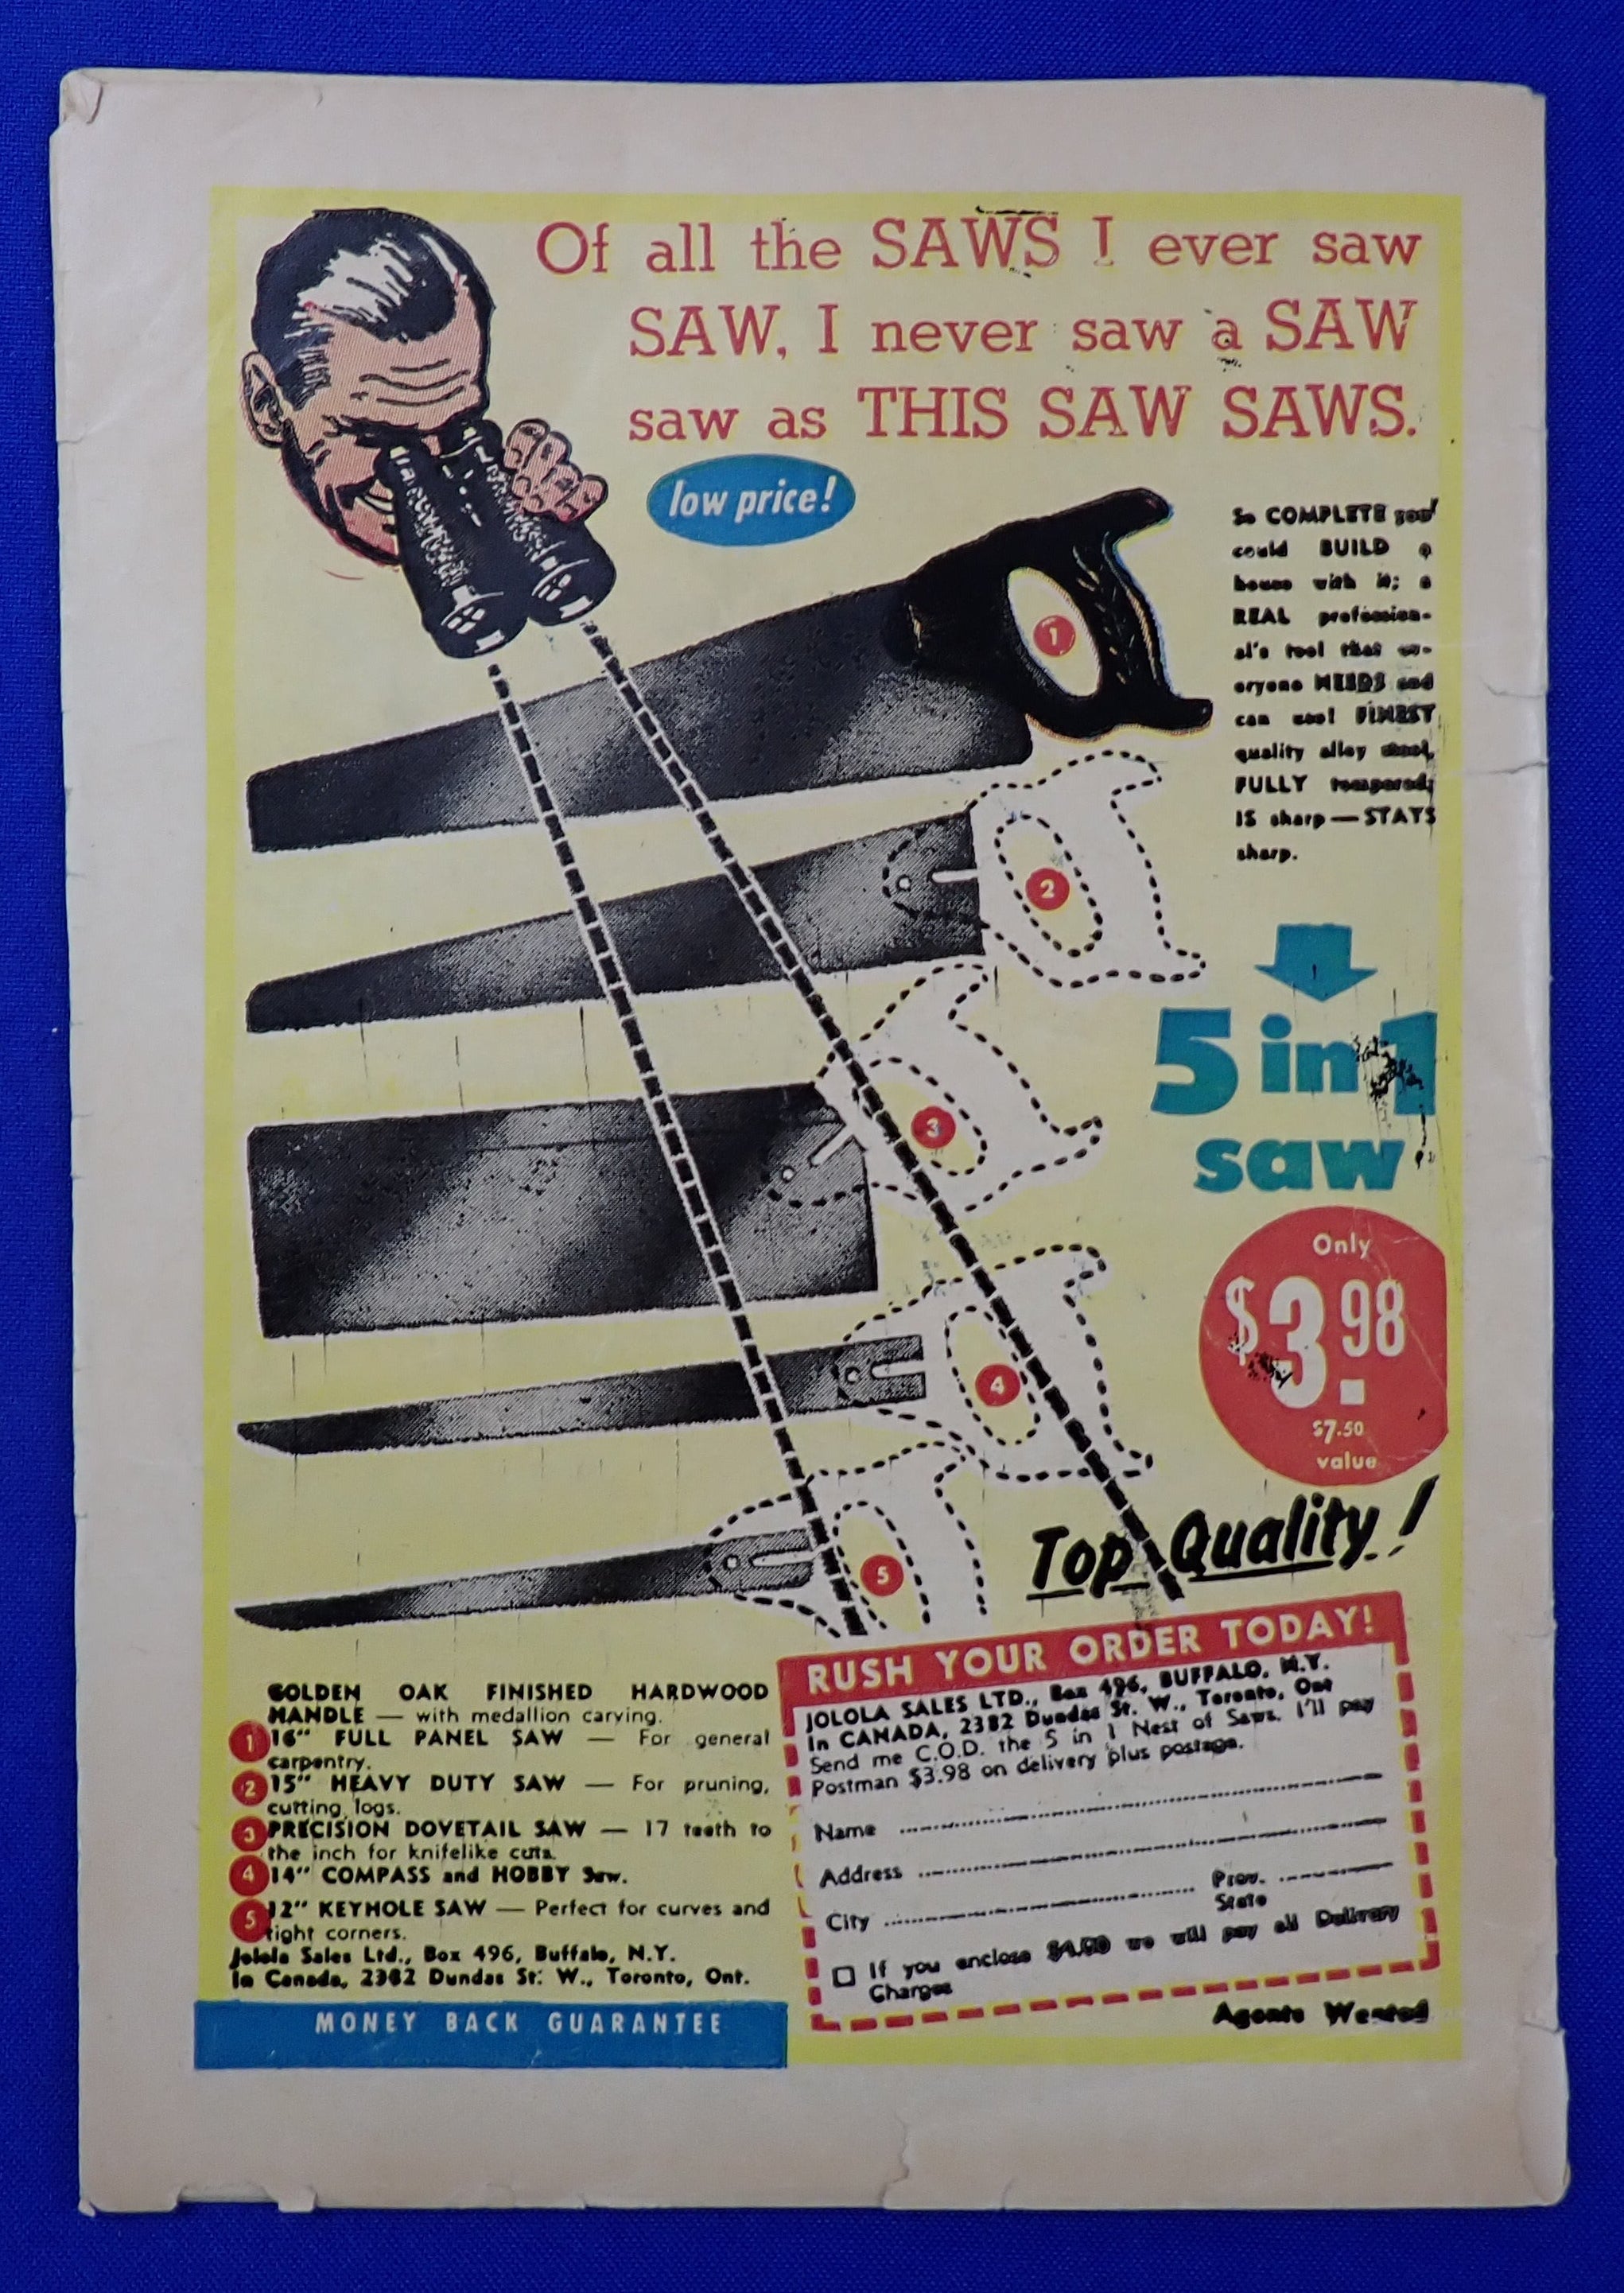 Of all the SAWS I ever saw
SAW, I never saw a SAW
saw as THIS SAW SAWS.
low price!
1
So COMPLETE you
could BUILD a
house with it; a
REAL profession-
al's tool that ev-
eryone NEEDS and
can use! FINEST
quality alloy steel,
FULLY tempered;
IS sharp — STAYS
sharp.
2
5 in 1
saw
3
Only
$3.98
$7.50
value
4
Top Quality!
5
GOLDEN OAK FINISHED HARDWOOD
HANDLE — with medallion carving.
1 16" FULL PANEL SAW — For general
carpentry.
2 15" HEAVY DUTY SAW — For pruning,
cutting logs.
3 PRECISION DOVETAIL SAW — 17 teeth to
the inch for knifelike cuts.
4 14" COMPASS and HOBBY Saw.
5 12" KEYHOLE SAW — Perfect for curves and
tight corners.
Jolola Sales Ltd., Box 496, Buffalo, N.Y.
In Canada, 2382 Dundas St. W., Toronto, Ont.
MONEY BACK GUARANTEE
RUSH YOUR ORDER TODAY!
JOLOLA SALES LTD., Box 496, BUFFALO, N.Y.
In CANADA, 2382 Dundas St. W., Toronto, Ont
Send me C.O.D. the 5 in 1 Nest of Saws. I'll pay
Postman $3.98 on delivery plus postage.
Name
Address
City Prov.
State
If you enclose we will pay all Delivery
Charges
Agents Wanted